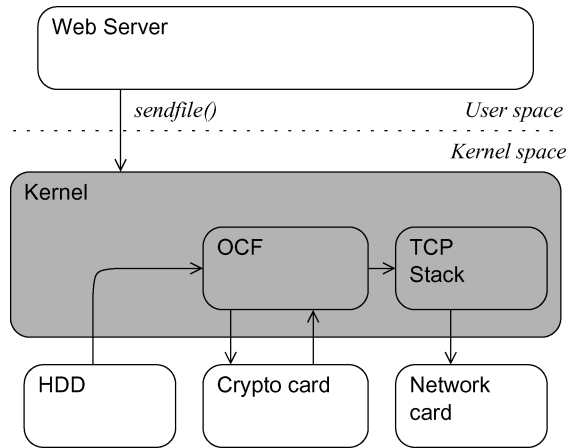 Web Server
sendfile()
User space
Kernel space
Kernel
OCF
TCP
Stack
HDD
Crypto card
Network
card